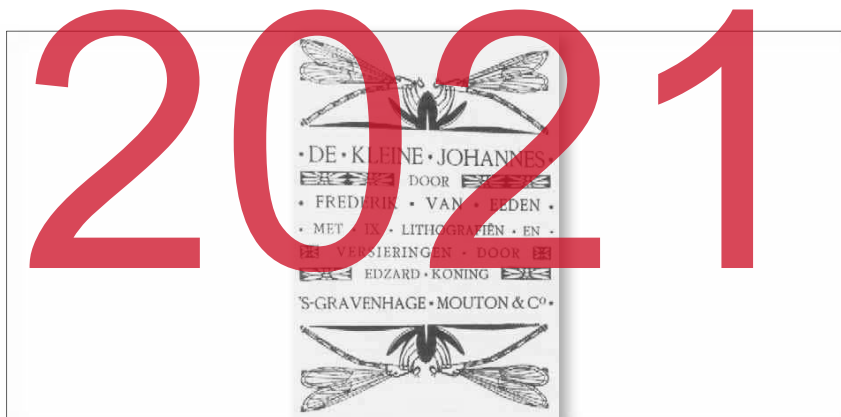 2021
• DE • KLEINE • JOHANNES •
DOOR
• FREDERIK • VAN • EEDEN •
• MET • IX • LITHOGRAFIËN • EN •
VERSIERINGEN • DOOR
EDZARD • KONING
'S-GRAVENHAGE • MOUTON & Cº •